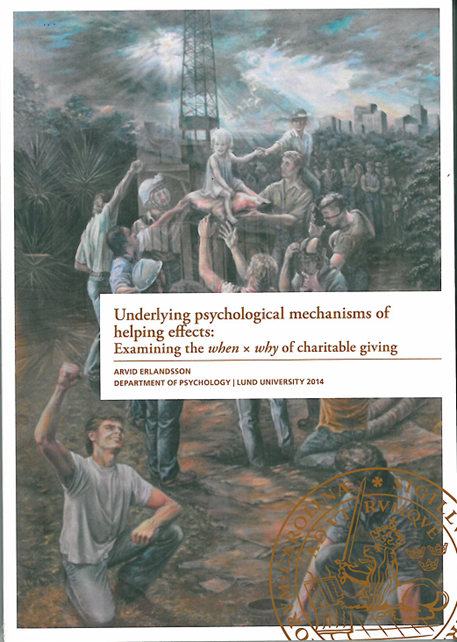 Underlying psychological mechanisms of
helping effects:
Examining the when × why of charitable giving
ARVID ERLANDSSON
DEPARTMENT OF PSYCHOLOGY | LUND UNIVERSITY 2014